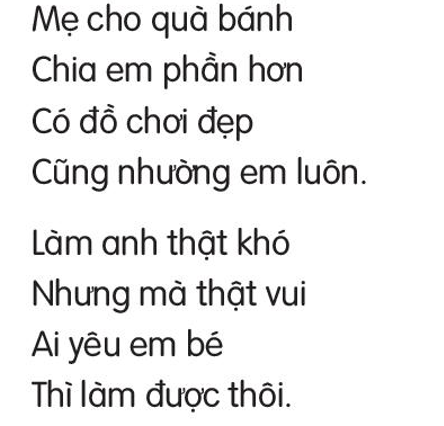 Mẹ cho quà bánh
Chia em phần hơn
Có đồ chơi đẹp
Cũng nhường em luôn.
Làm anh thật khó
Nhưng mà thật vui
Ai yêu em bé
Thì làm được thôi.